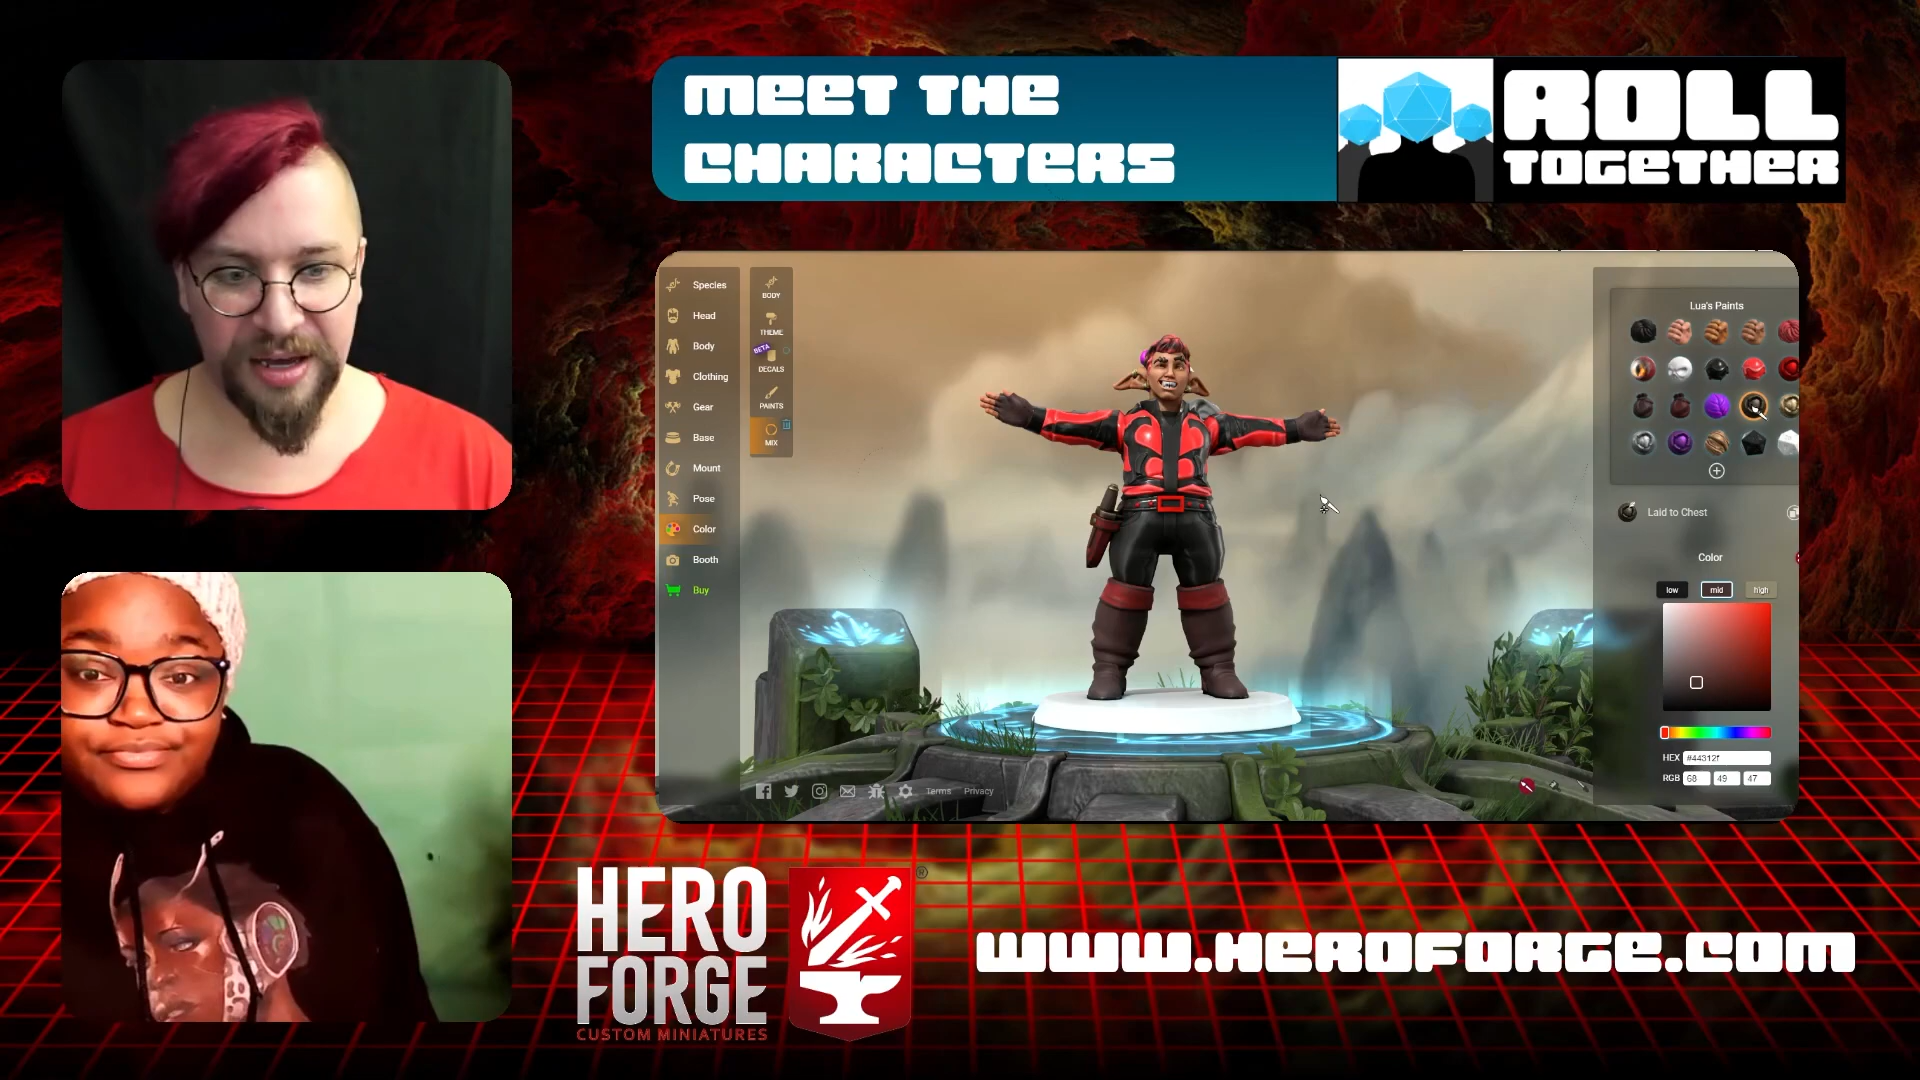 MEET THE
CHARACTERS
ROLL
TOGETHER
Species
Head
Body
Clothing
Gear
Base
Mount
Pose
Color
Booth
Buy
BODY
THEME
BETA
DECALS
PAINTS
MIX
Lua's Paints
Laid to Chest
Color
low
mid
high
HEX #44312f
RGB 68 49 47
Terms
Privacy
HERO
FORGE
CUSTOM MINIATURES
®
WWW.HEROFORGE.COM